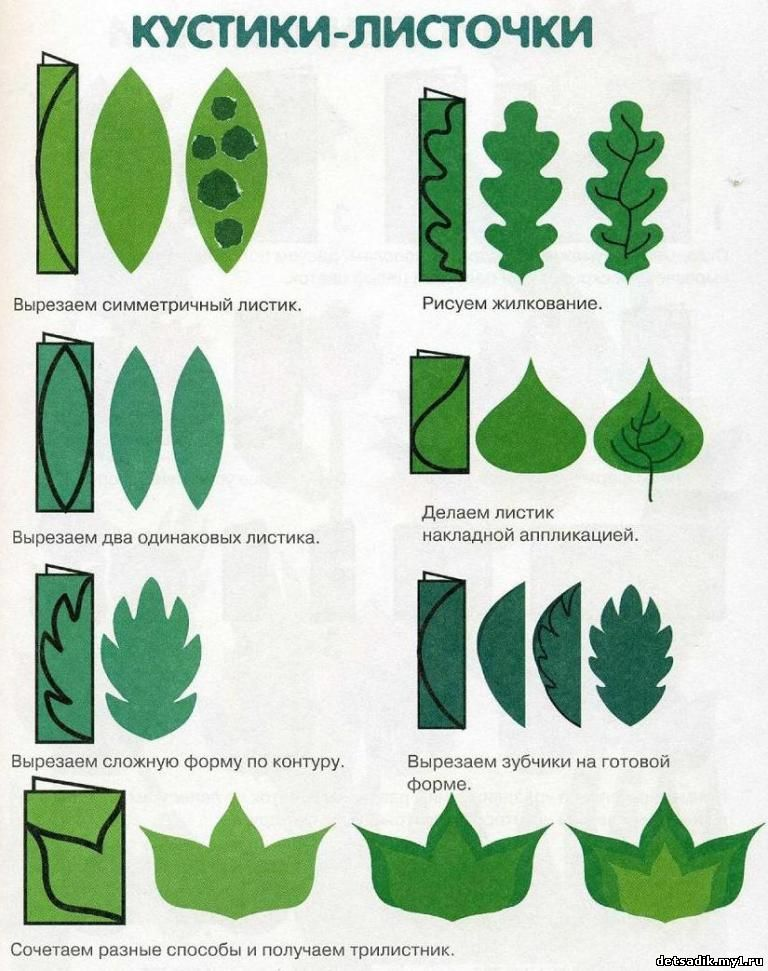 КУСТИКИ-ЛИСТОЧКИ
Вырезаем симметричный листик.
Рисуем жилкование.
Вырезаем два одинаковых листика.
Делаем листик
накладной аппликацией.
Вырезаем сложную форму по контуру.
Вырезаем зубчики на готовой
форме.
Сочетаем разные способы и получаем трилистник.
detsadik.my1.ru